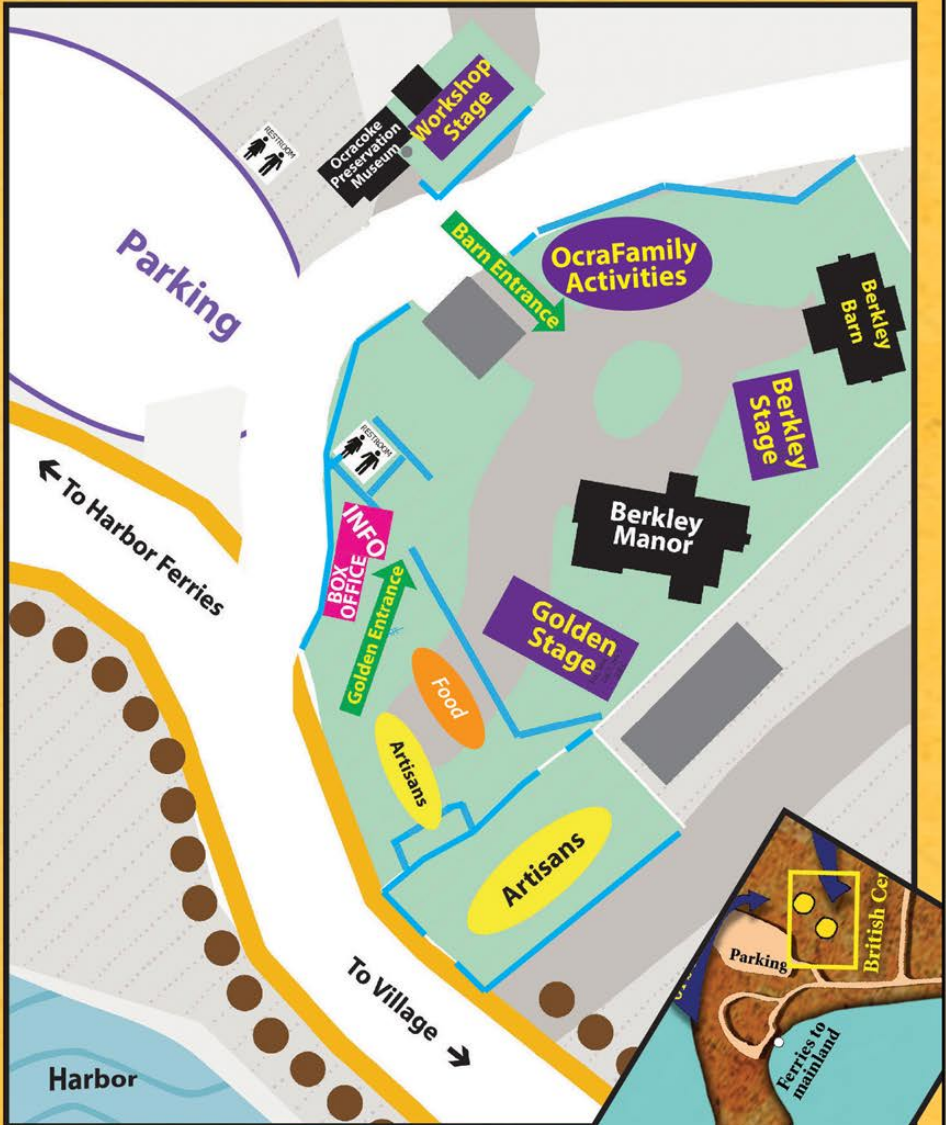 RESTROOM
Ocracoke
Preservation
Museum
Workshop
Stage
Parking
Barn Entrance
OcraFamily
Activities
Berkley
Barn
Berkley
Stage
RESTROOM
Berkley
Manor
← To Harbor Ferries
INFO
BOX
OFFICE
Golden Entrance
Golden
Stage
Food
Artisans
Artisans
To Village →
Harbor
Parking
British Ce
Ferries to
mainland